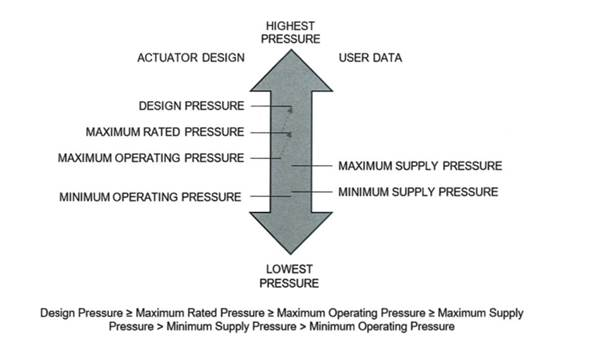 HIGHEST
PRESSURE
ACTUATOR DESIGN
USER DATA
DESIGN PRESSURE
MAXIMUM RATED PRESSURE
MAXIMUM OPERATING PRESSURE
MAXIMUM SUPPLY PRESSURE
MINIMUM OPERATING PRESSURE
MINIMUM SUPPLY PRESSURE
LOWEST
PRESSURE
Design Pressure ≥ Maximum Rated Pressure ≥ Maximum Operating Pressure ≥ Maximum Supply
Pressure > Minimum Supply Pressure > Minimum Operating Pressure